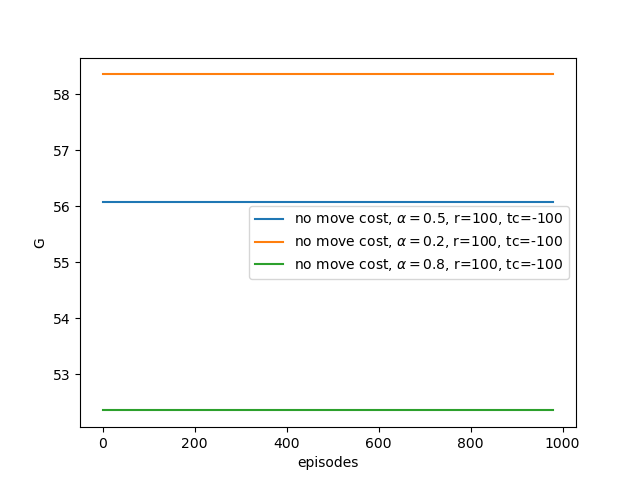 58
57
56
55
54
53
G
no move cost, α = 0.5, r=100, tc=-100
no move cost, α = 0.2, r=100, tc=-100
no move cost, α = 0.8, r=100, tc=-100
0 200 400 600 800 1000
episodes